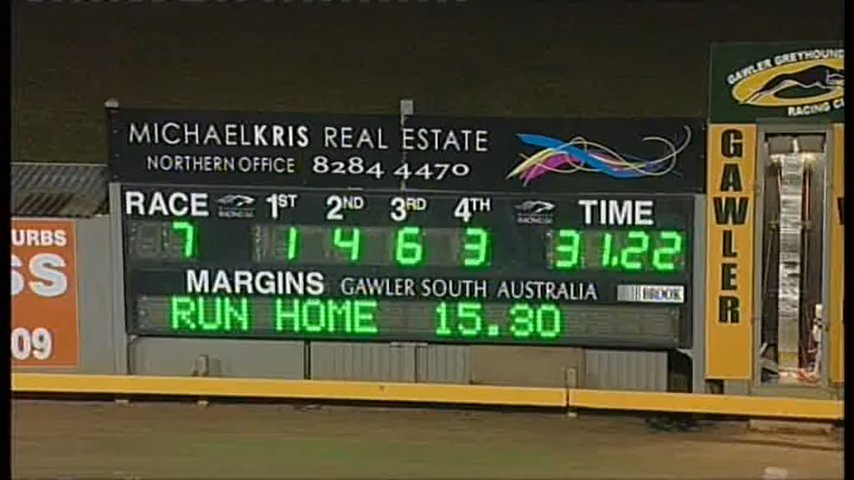 GAWLER GREYHOUND
RACING
MICHAELKRIS REAL ESTATE
NORTHERN OFFICE 8284 4470
RACE 1ST 2ND 3RD 4TH TIME
7 1 4 6 3 31.22
MARGINS GAWLER SOUTH AUSTRALIA BROOK
RUN HOME 15.30
GAWLER
URBS
SS
09